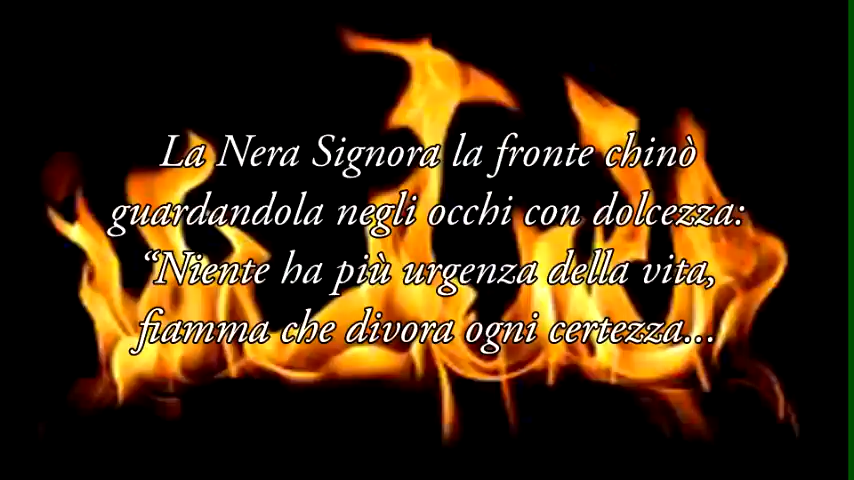 La Nera Signora la fronte chinò
guardandola negli occhi con dolcezza:
“Niente ha più urgenza della vita,
fiamma che divora ogni certezza...